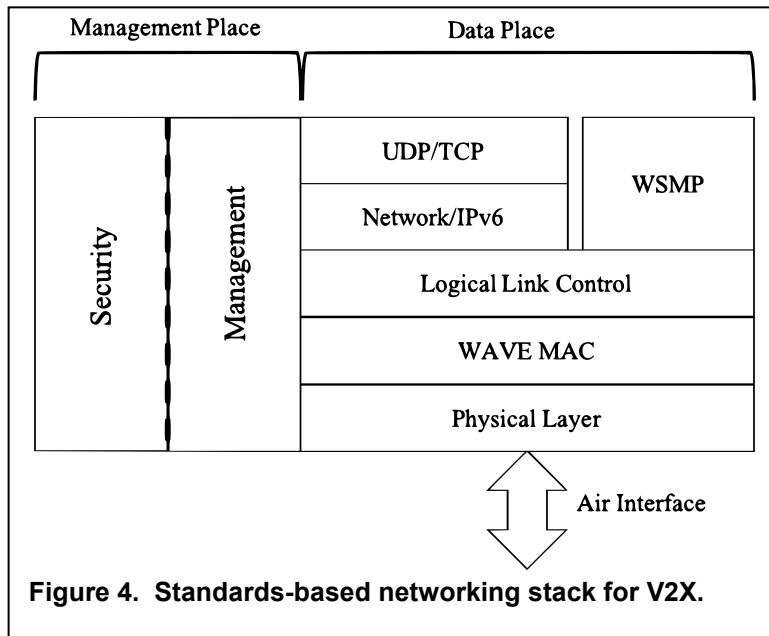 Management Place
Data Place
Security
Management
UDP/TCP
Network/IPv6
WSMP
Logical Link Control
WAVE MAC
Physical Layer
Air Interface
Figure 4. Standards-based networking stack for V2X.